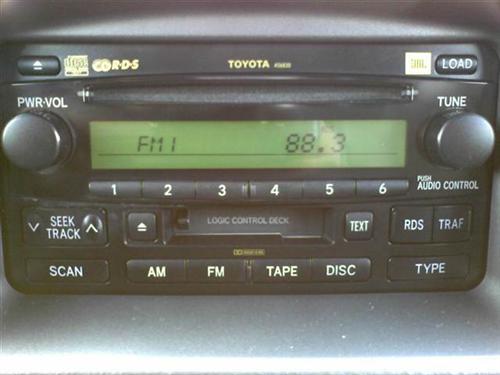 R·D·S TOYOTA JBL LOAD
PWR·VOL TUNE
FM1 88.3
1 2 3 4 5 6 PUSH AUDIO CONTROL
SEEK TRACK LOGIC CONTROL DECK TEXT RDS TRAF
SCAN AM FM TAPE DISC TYPE